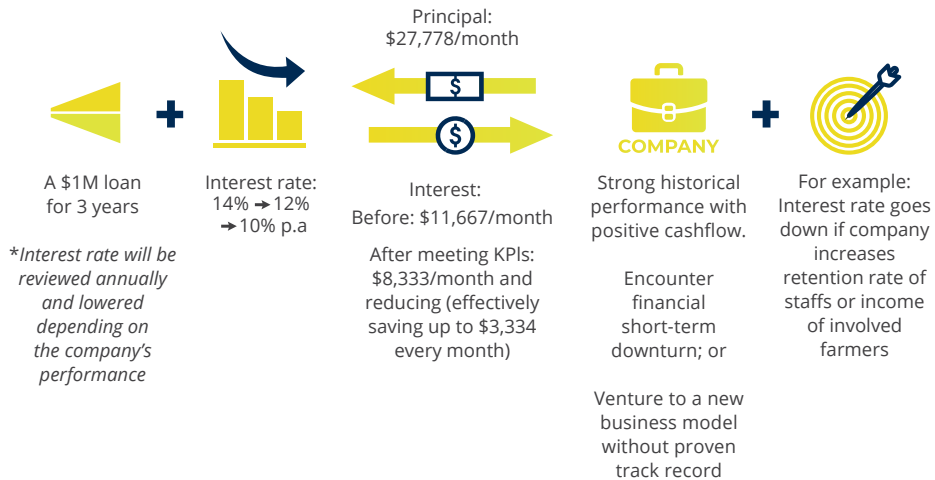 Principal:
$27,778/month
$
$
COMPANY
A $1M loan
for 3 years
*Interest rate will be
reviewed annually
and lowered
depending on
the company’s
performance
Interest rate:
14% ➔ 12%
➔ 10% p.a
Interest:
Before: $11,667/month
After meeting KPIs:
$8,333/month and
reducing (effectively
saving up to $3,334
every month)
Strong historical
performance with
positive cashflow.
Encounter
financial
short-term
downturn; or
Venture to a new
business model
without proven
track record
For example:
Interest rate goes
down if company
increases
retention rate of
staffs or income
of involved
farmers